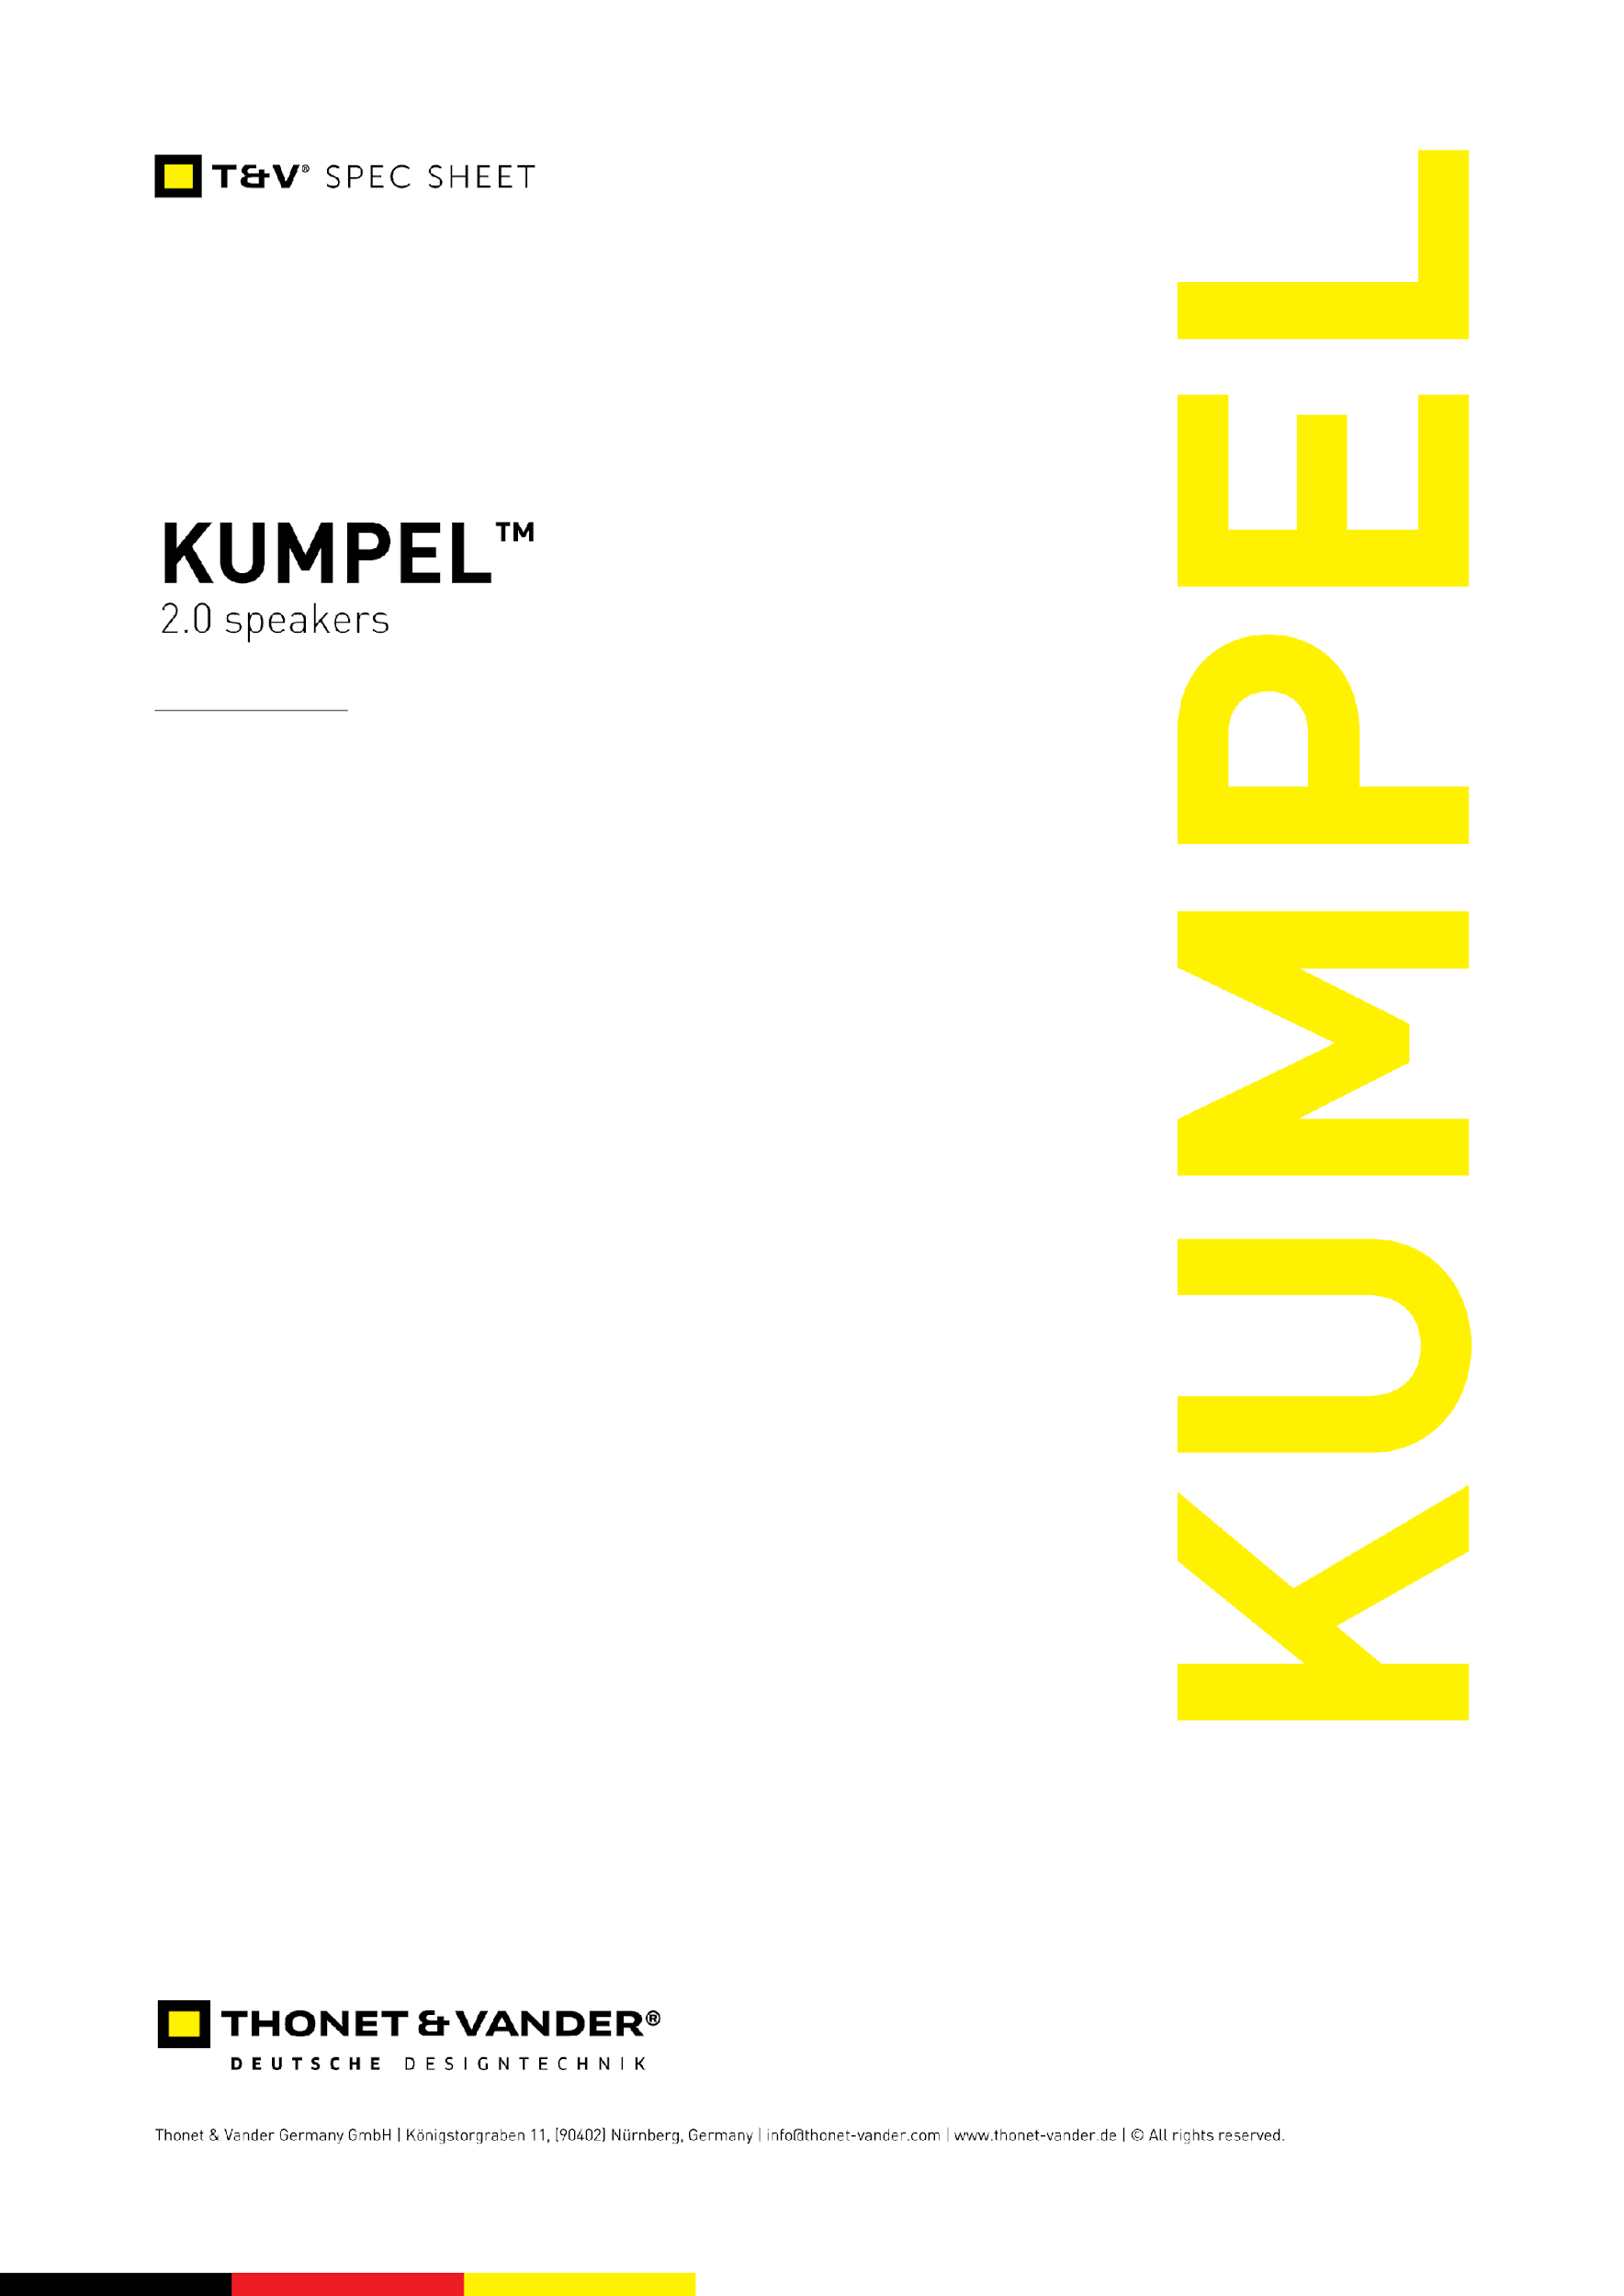 T&V® SPEC SHEET
KUMPEL™
2.0 speakers
KUMPEL
THONET & VANDER®
DEUTSCHE DESIGNTECHNIK
Thonet & Vander Germany GmbH | Königstorgraben 11, (90402) Nürnberg, Germany | info@thonet-vander.com | www.thonet-vander.de | © All rights reserved.